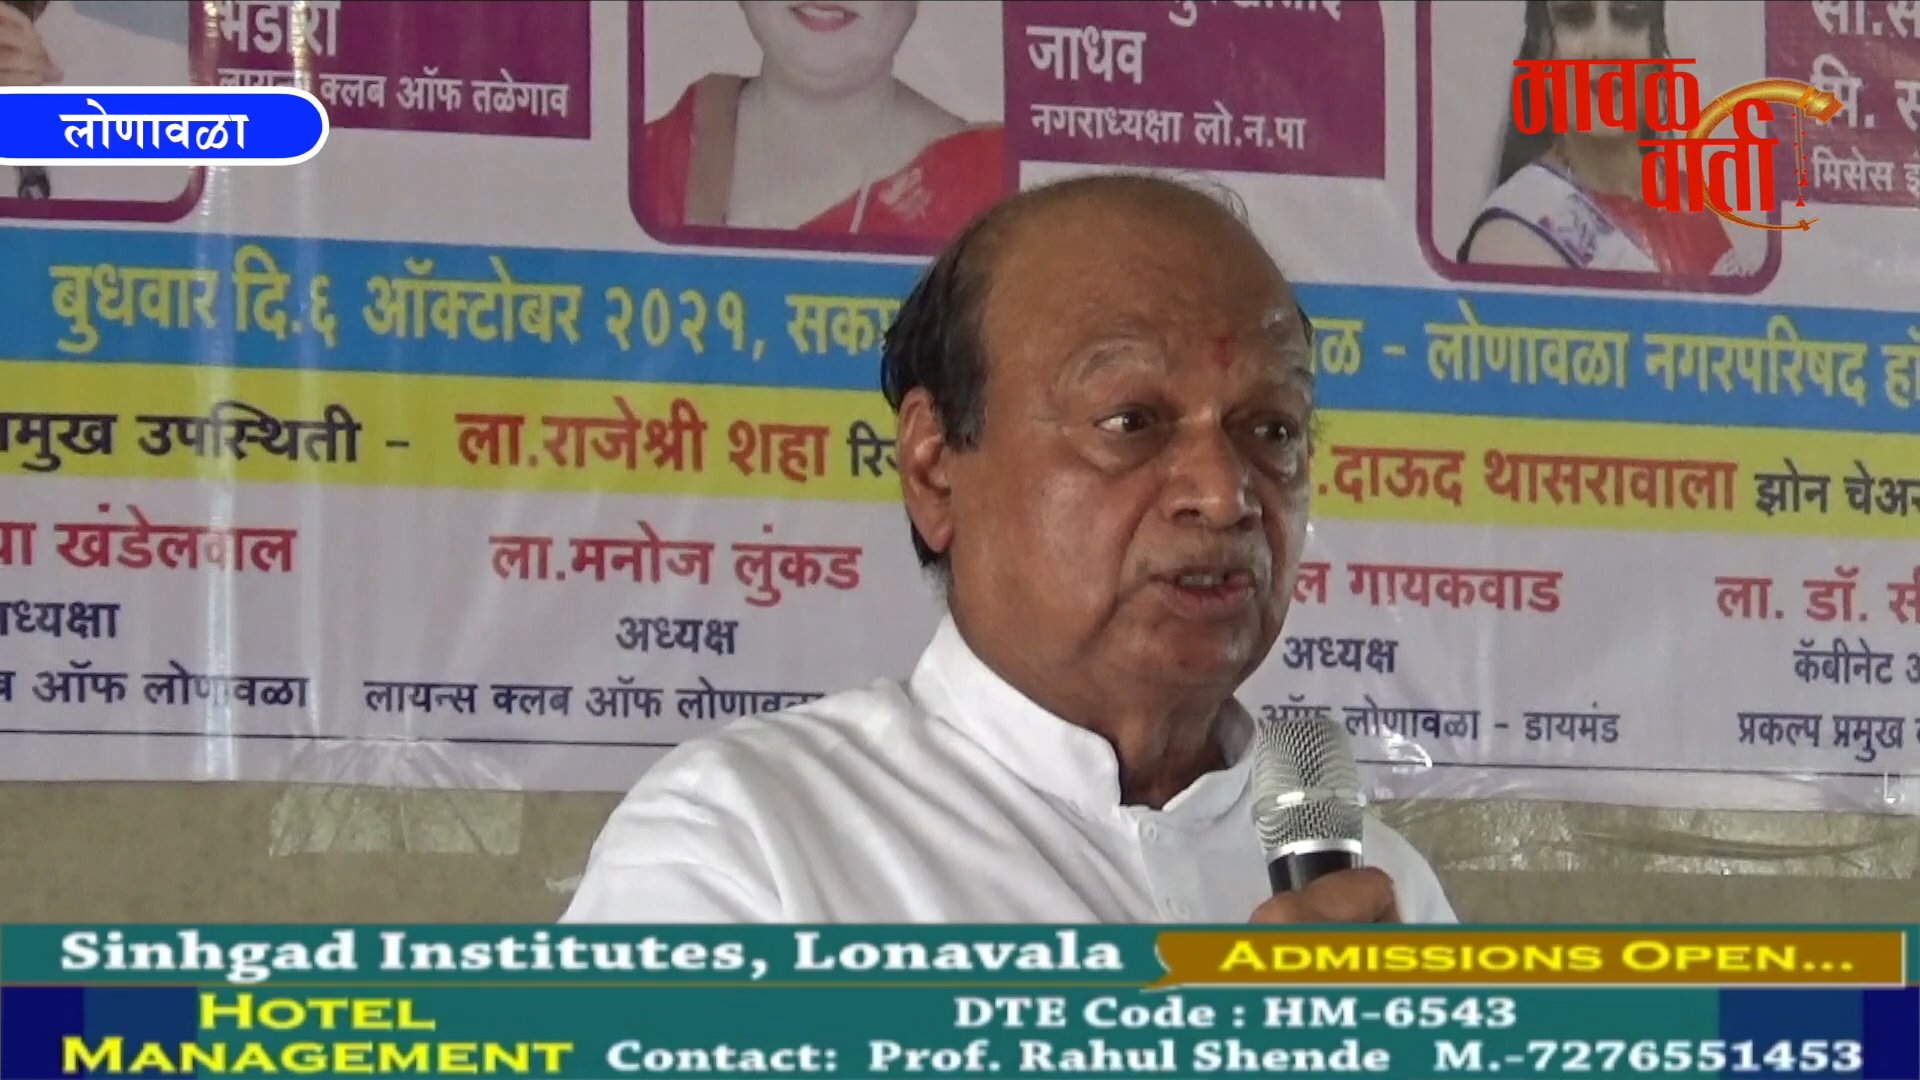 भंडारी
लायन्स क्लब ऑफ तळेगाव
जाधव
नगराध्यक्षा लो.न.पा
मि.
मिसेस
लोणावळा
मावळ
वार्ता
बुधवार दि.६ ऑक्टोबर २०२१,
- लोणावळा नगरपरिषद
उपस्थिती - ला.राजेश्री शहा
दाऊद थासरावाला झोन
खंडेलवाल
ला.मनोज लुंकड
गायकवाड
ला. डॉ.
अध्यक्ष
अध्यक्ष
कॅबीनेट
ऑफ लोणावळा
लायन्स क्लब ऑफ
ऑफ लोणावळा - डायमंड
प्रकल्प प्रमुख
Sinhgad Institutes, Lonavala
ADMISSIONS OPEN...
HOTEL
MANAGEMENT
DTE Code : HM-6543
Contact: Prof. Rahul Shende M.-7276551453